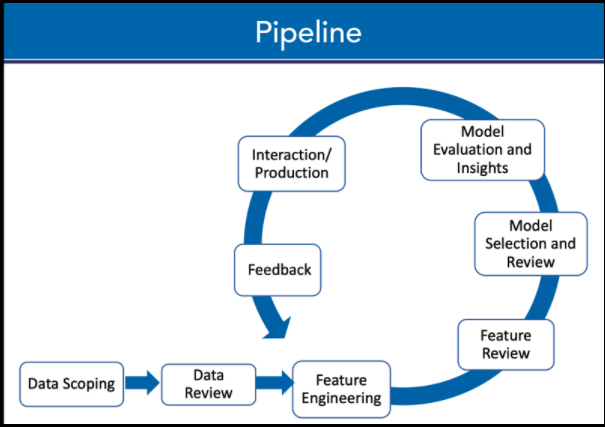 Pipeline
Model
Evaluation and
Insights
Interaction/
Production
Model
Selection and
Review
Feedback
Feature
Review
Data Scoping
Data
Review
Feature
Engineering